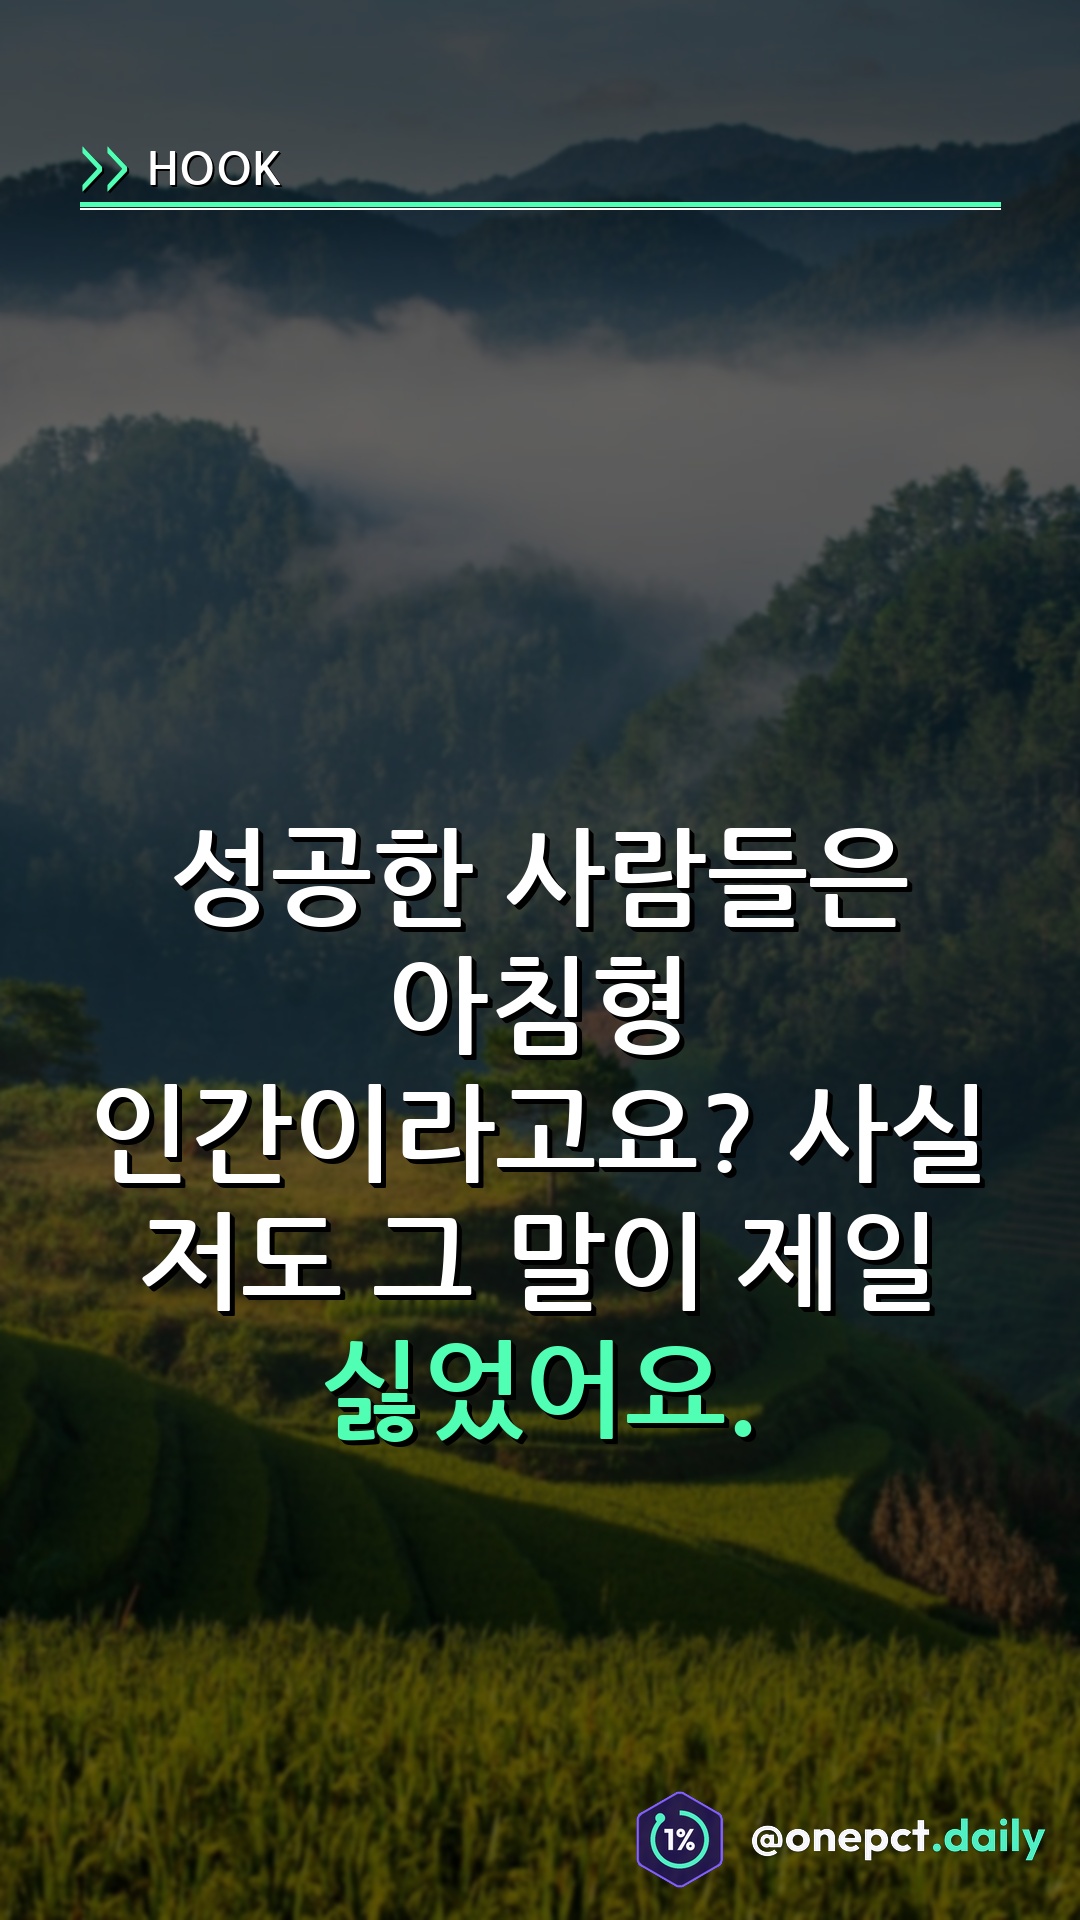 >> HOOK
성공한 사람들은
아침형
인간이라고요? 사실
저도 그 말이 제일
싫었어요.
1% @onepct.daily